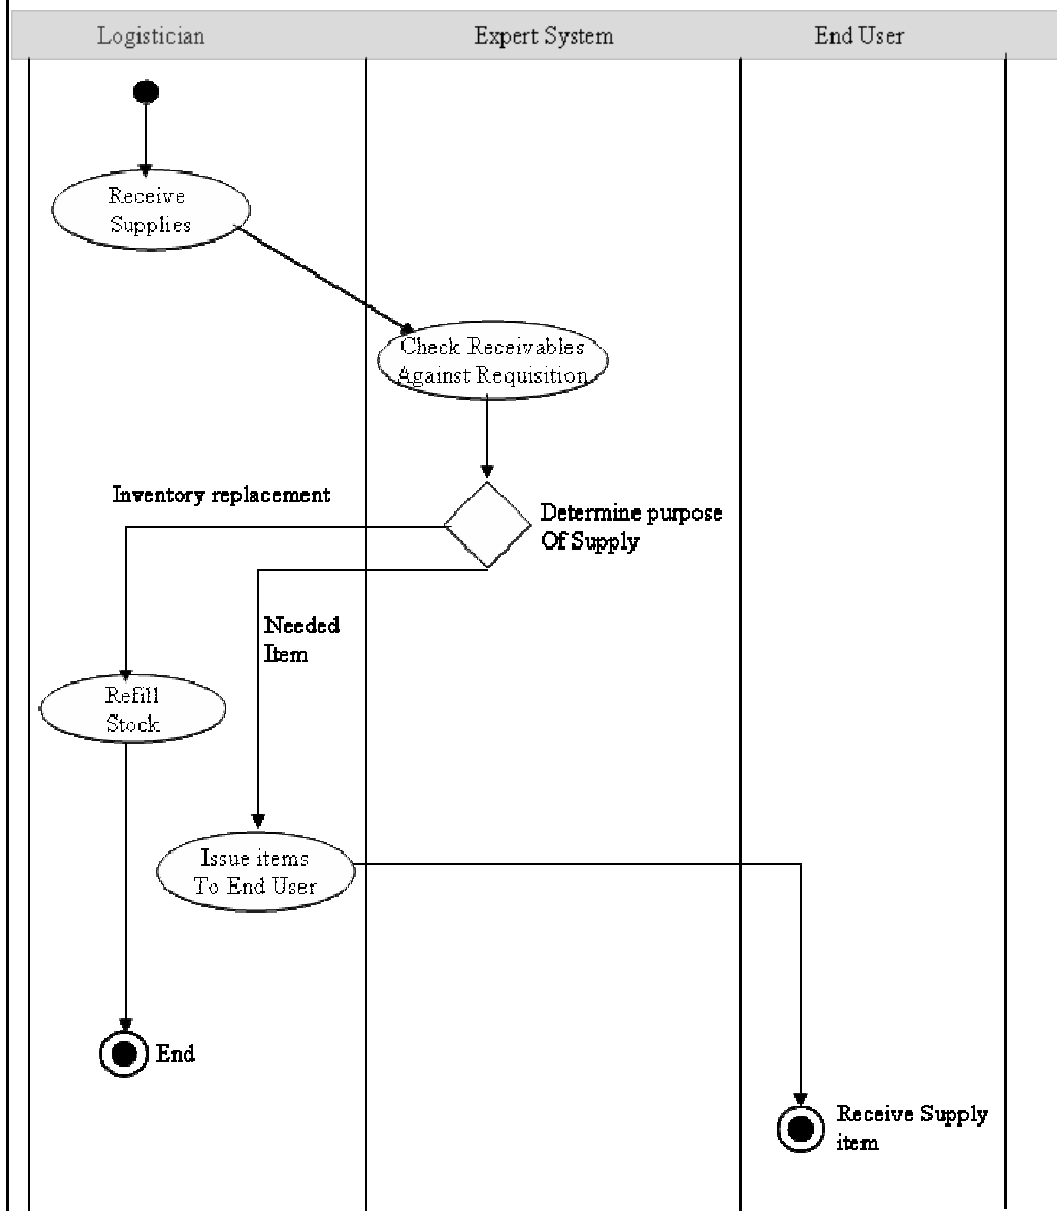 Logistician
Expert System
End User
Receive
Supplies
Check Receivables
Against Requisition
Inventory replacement
Determine purpose
Of Supply
Needed
Item
Refill
Stock
Issue items
To End User
End
Receive Supply
item